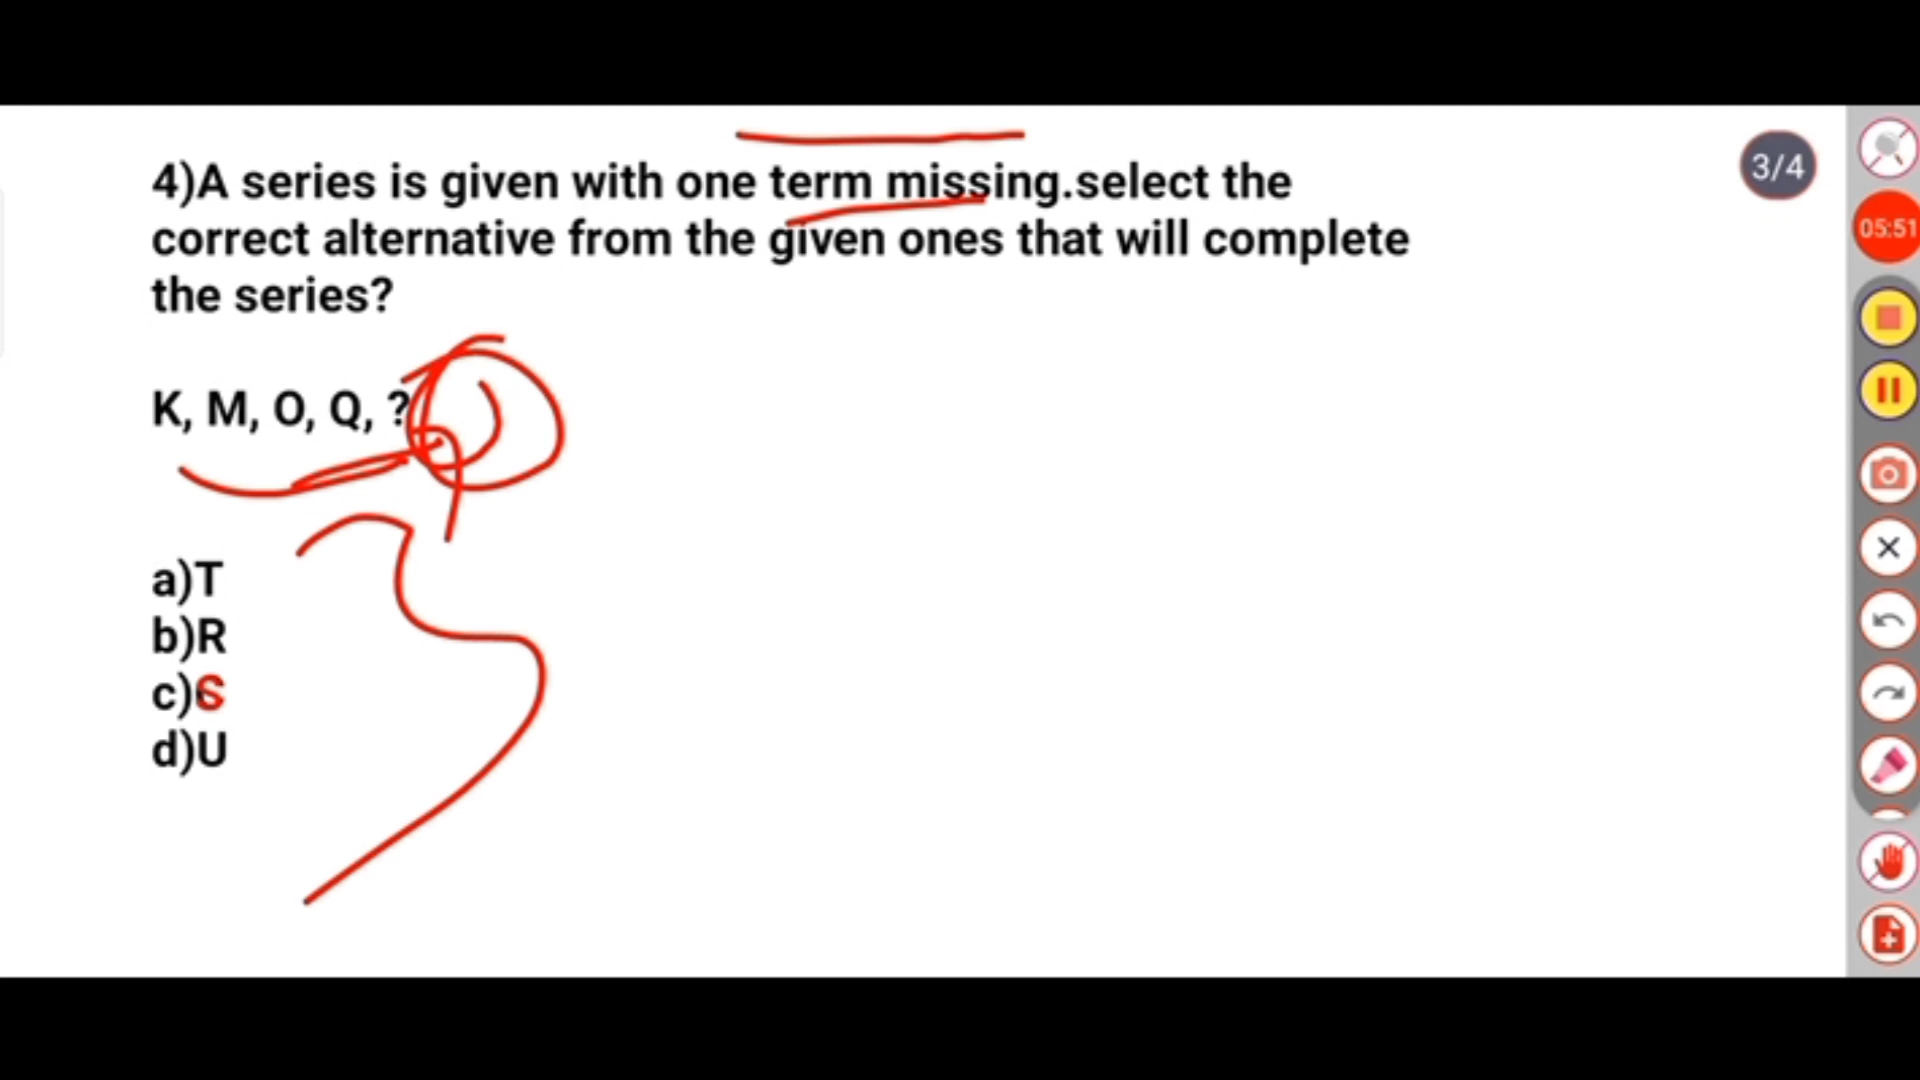 4)A series is given with one term missing.select the
3/4
05:51
correct alternative from the given ones that will complete
the series?
K, M, O, Q, ?
a)T
b)R
c)S
d)U